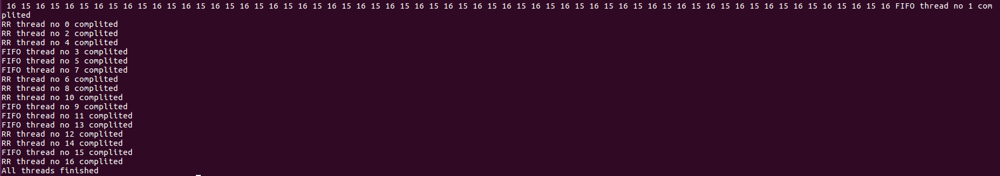 16 15 16 15 16 15 16 15 16 15 16 15 16 15 16 15 16 15 16 15 16 15 16 15 16 15 16 15 16 15 16 15 16 15 16 15 16 15 16 15 16 15 16 15 16 15 16 15 16 15 16 15 16 15 16 15 16 15 16 15 16 FIFO thread no 1 com
plited
RR thread no 0 complited
RR thread no 2 complited
RR thread no 4 complited
FIFO thread no 3 complited
FIFO thread no 5 complited
FIFO thread no 7 complited
RR thread no 6 complited
RR thread no 8 complited
RR thread no 10 complited
FIFO thread no 9 complited
FIFO thread no 11 complited
FIFO thread no 13 complited
RR thread no 12 complited
RR thread no 14 complited
FIFO thread no 15 complited
RR thread no 16 complited
All threads finished